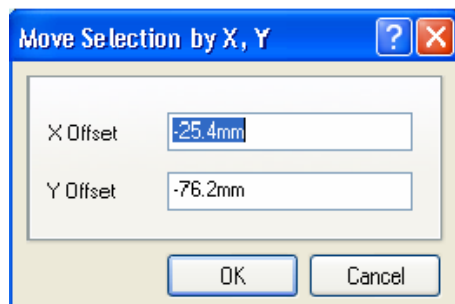 Move Selection by X, Y ?
X Offset -25.4mm
Y Offset -76.2mm
OK Cancel